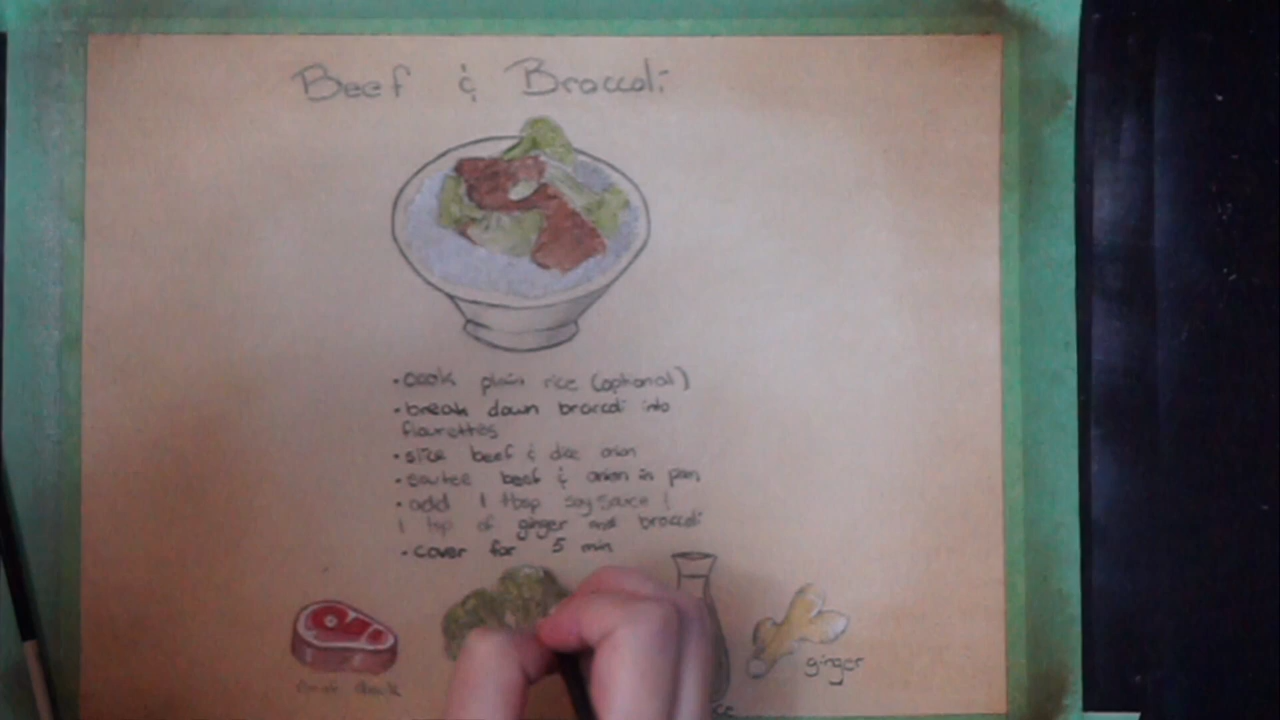 Beef & Broccoli
• cook plain rice (optional)
• break down broccoli into
flourettes
• slice beef & dice onion
• sautee beef & onion in pan
• add 1 tbsp soy sauce &
1 tsp of ginger and broccoli
• cover for 5 min
ginger